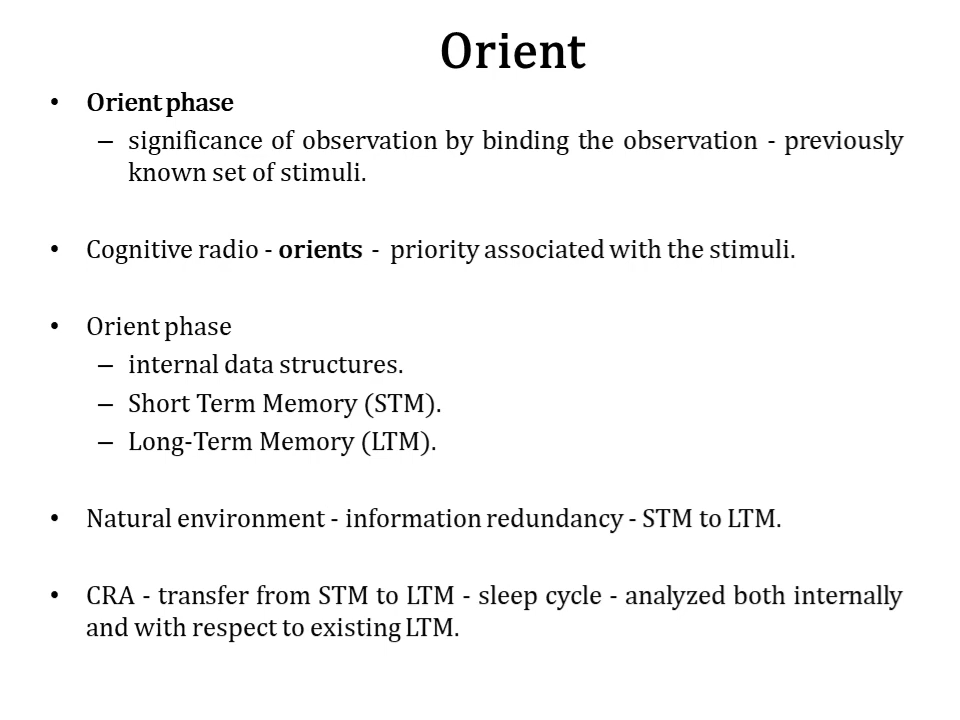 Orient
• Orient phase
– significance of observation by binding the observation - previously
known set of stimuli.
• Cognitive radio - orients - priority associated with the stimuli.
• Orient phase
– internal data structures.
– Short Term Memory (STM).
– Long-Term Memory (LTM).
• Natural environment - information redundancy - STM to LTM.
• CRA - transfer from STM to LTM - sleep cycle - analyzed both internally
and with respect to existing LTM.